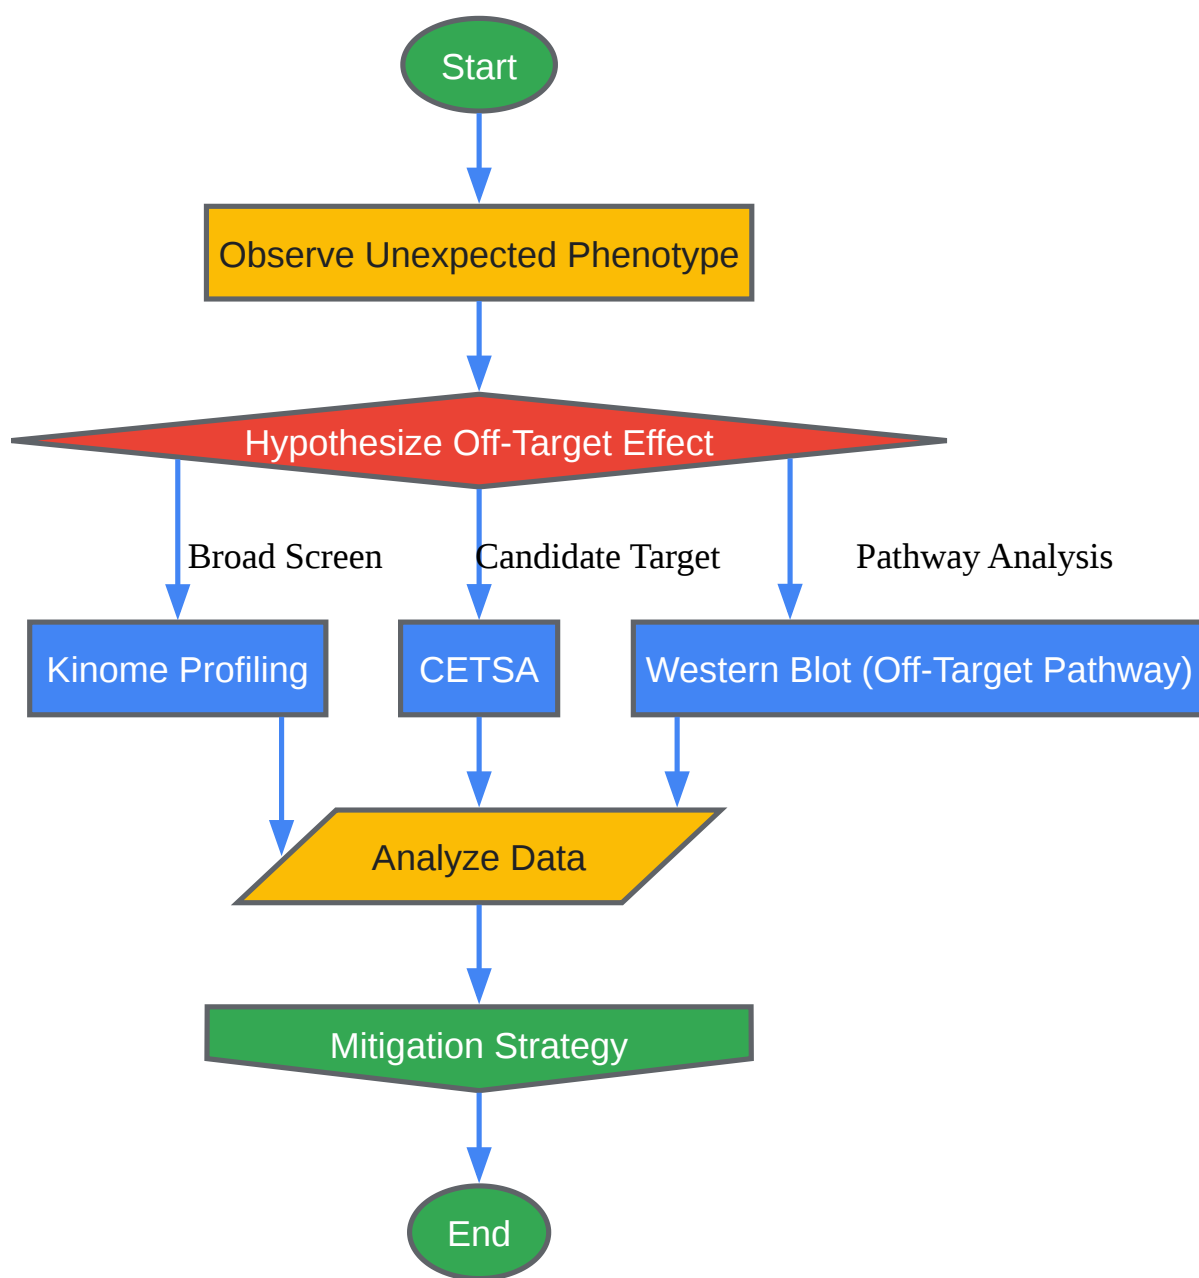 Start
Observe Unexpected Phenotype
Hypothesize Off-Target Effect
Broad Screen
Candidate Target
Pathway Analysis
Kinome Profiling
CETSA
Western Blot (Off-Target Pathway)
Analyze Data
Mitigation Strategy
End